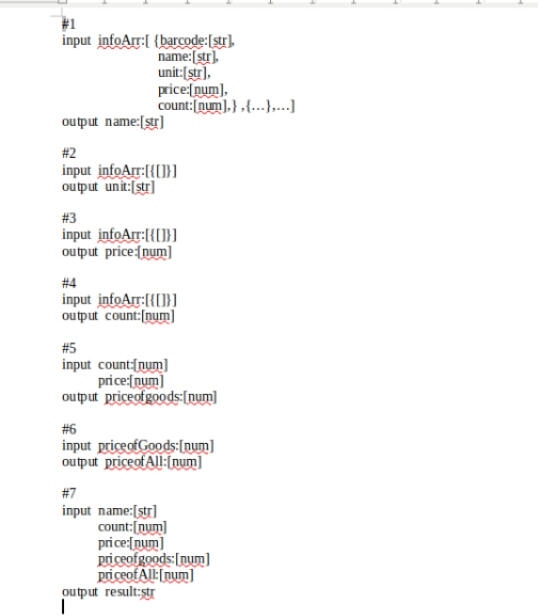 #1
input infoArr:[ {barcode:[str],
name:[str],
unit:[str],
price:[num],
count:[num],} ,{...},...]
output name:[str]
#2
input infoArr:[{[]}]
output unit:[str]
#3
input infoArr:[{[]}]
output price:[num]
#4
input infoArr:[{[]}]
output count:[num]
#5
input count:[num]
price:[num]
output priceofgoods:[num]
#6
input priceofGoods:[num]
output priceofAll:[num]
#7
input name:[str]
count:[num]
price:[num]
priceofgoods:[num]
priceofAll:[num]
output result:str